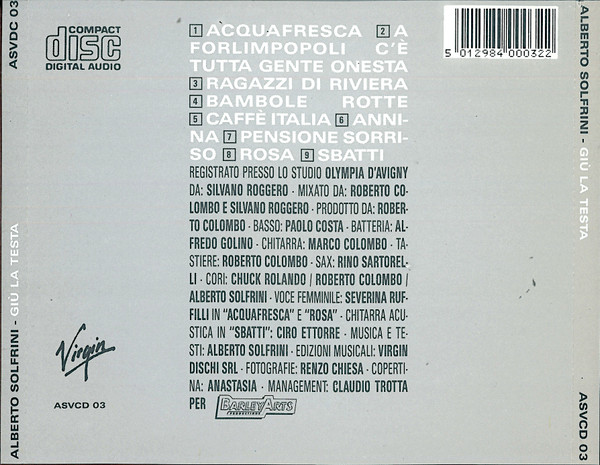 ASVDC 03
ALBERTO SOLFRINI - GIÙ LA TESTA
COMPACT
disc
DIGITAL AUDIO
1 ACQUAFRESCA 2 A
FORLIMPOPOLI C'È
TUTTA GENTE ONESTA
3 RAGAZZI DI RIVIERA
4 BAMBOLE ROTTE
5 CAFFÈ ITALIA 6 ANNI-
NA 7 PENSIONE SORRI-
SO 8 ROSA 9 SBATTI
REGISTRATO PRESSO LO STUDIO OLYMPIA D'AVIGNY
DA: SILVANO ROGGERO · MIXATO DA: ROBERTO CO-
LOMBO E SILVANO ROGGERO · PRODOTTO DA: ROBER-
TO COLOMBO · BASSO: PAOLO COSTA · BATTERIA: AL-
FREDO GOLINO · CHITARRA: MARCO COLOMBO · TA-
STIERE: ROBERTO COLOMBO · SAX: RINO SARTOREL-
LI · CORI: CHUCK ROLANDO / ROBERTO COLOMBO /
ALBERTO SOLFRINI · VOCE FEMMINILE: SEVERINA RUF-
FILLI IN "ACQUAFRESCA" E "ROSA" · CHITARRA ACU-
STICA IN "SBATTI": CIRO ETTORRE · MUSICA E TE-
STI: ALBERTO SOLFRINI · EDIZIONI MUSICALI: VIRGIN
DISCHI SRL · FOTOGRAFIE: RENZO CHIESA · COPERTI-
NA: ANASTASIA · MANAGEMENT: CLAUDIO TROTTA
PER BARLEY ARTS
Virgin
ASVCD 03
5 012984 000322
ALBERTO SOLFRINI - GIÙ LA TESTA
ASVCD 03